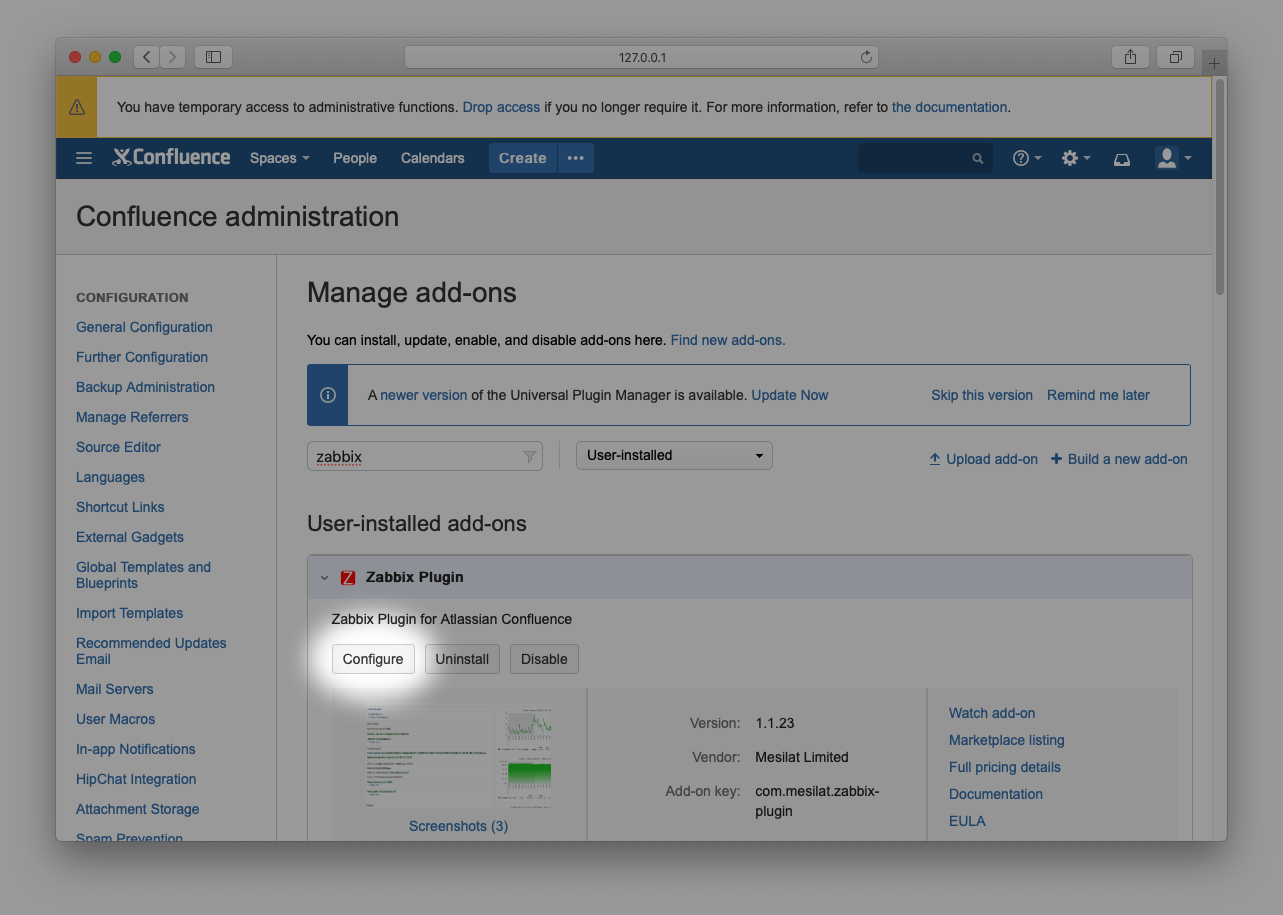 127.0.0.1
You have temporary access to administrative functions. Drop access if you no longer require it. For more information, refer to the documentation.
Confluence Spaces People Calendars Create •••
Confluence administration
CONFIGURATION
General Configuration
Further Configuration
Backup Administration
Manage Referrers
Source Editor
Languages
Shortcut Links
External Gadgets
Global Templates and
Blueprints
Import Templates
Recommended Updates
Email
Mail Servers
User Macros
In-app Notifications
HipChat Integration
Attachment Storage
Spam Prevention
Manage add-ons
You can install, update, enable, and disable add-ons here. Find new add-ons.
A newer version of the Universal Plugin Manager is available. Update Now Skip this version Remind me later
zabbix User-installed Upload add-on Build a new add-on
User-installed add-ons
Z Zabbix Plugin
Zabbix Plugin for Atlassian Confluence
Configure Uninstall Disable
Screenshots (3)
Version: 1.1.23
Vendor: Mesilat Limited
Add-on key: com.mesilat.zabbix-
plugin
Watch add-on
Marketplace listing
Full pricing details
Documentation
EULA